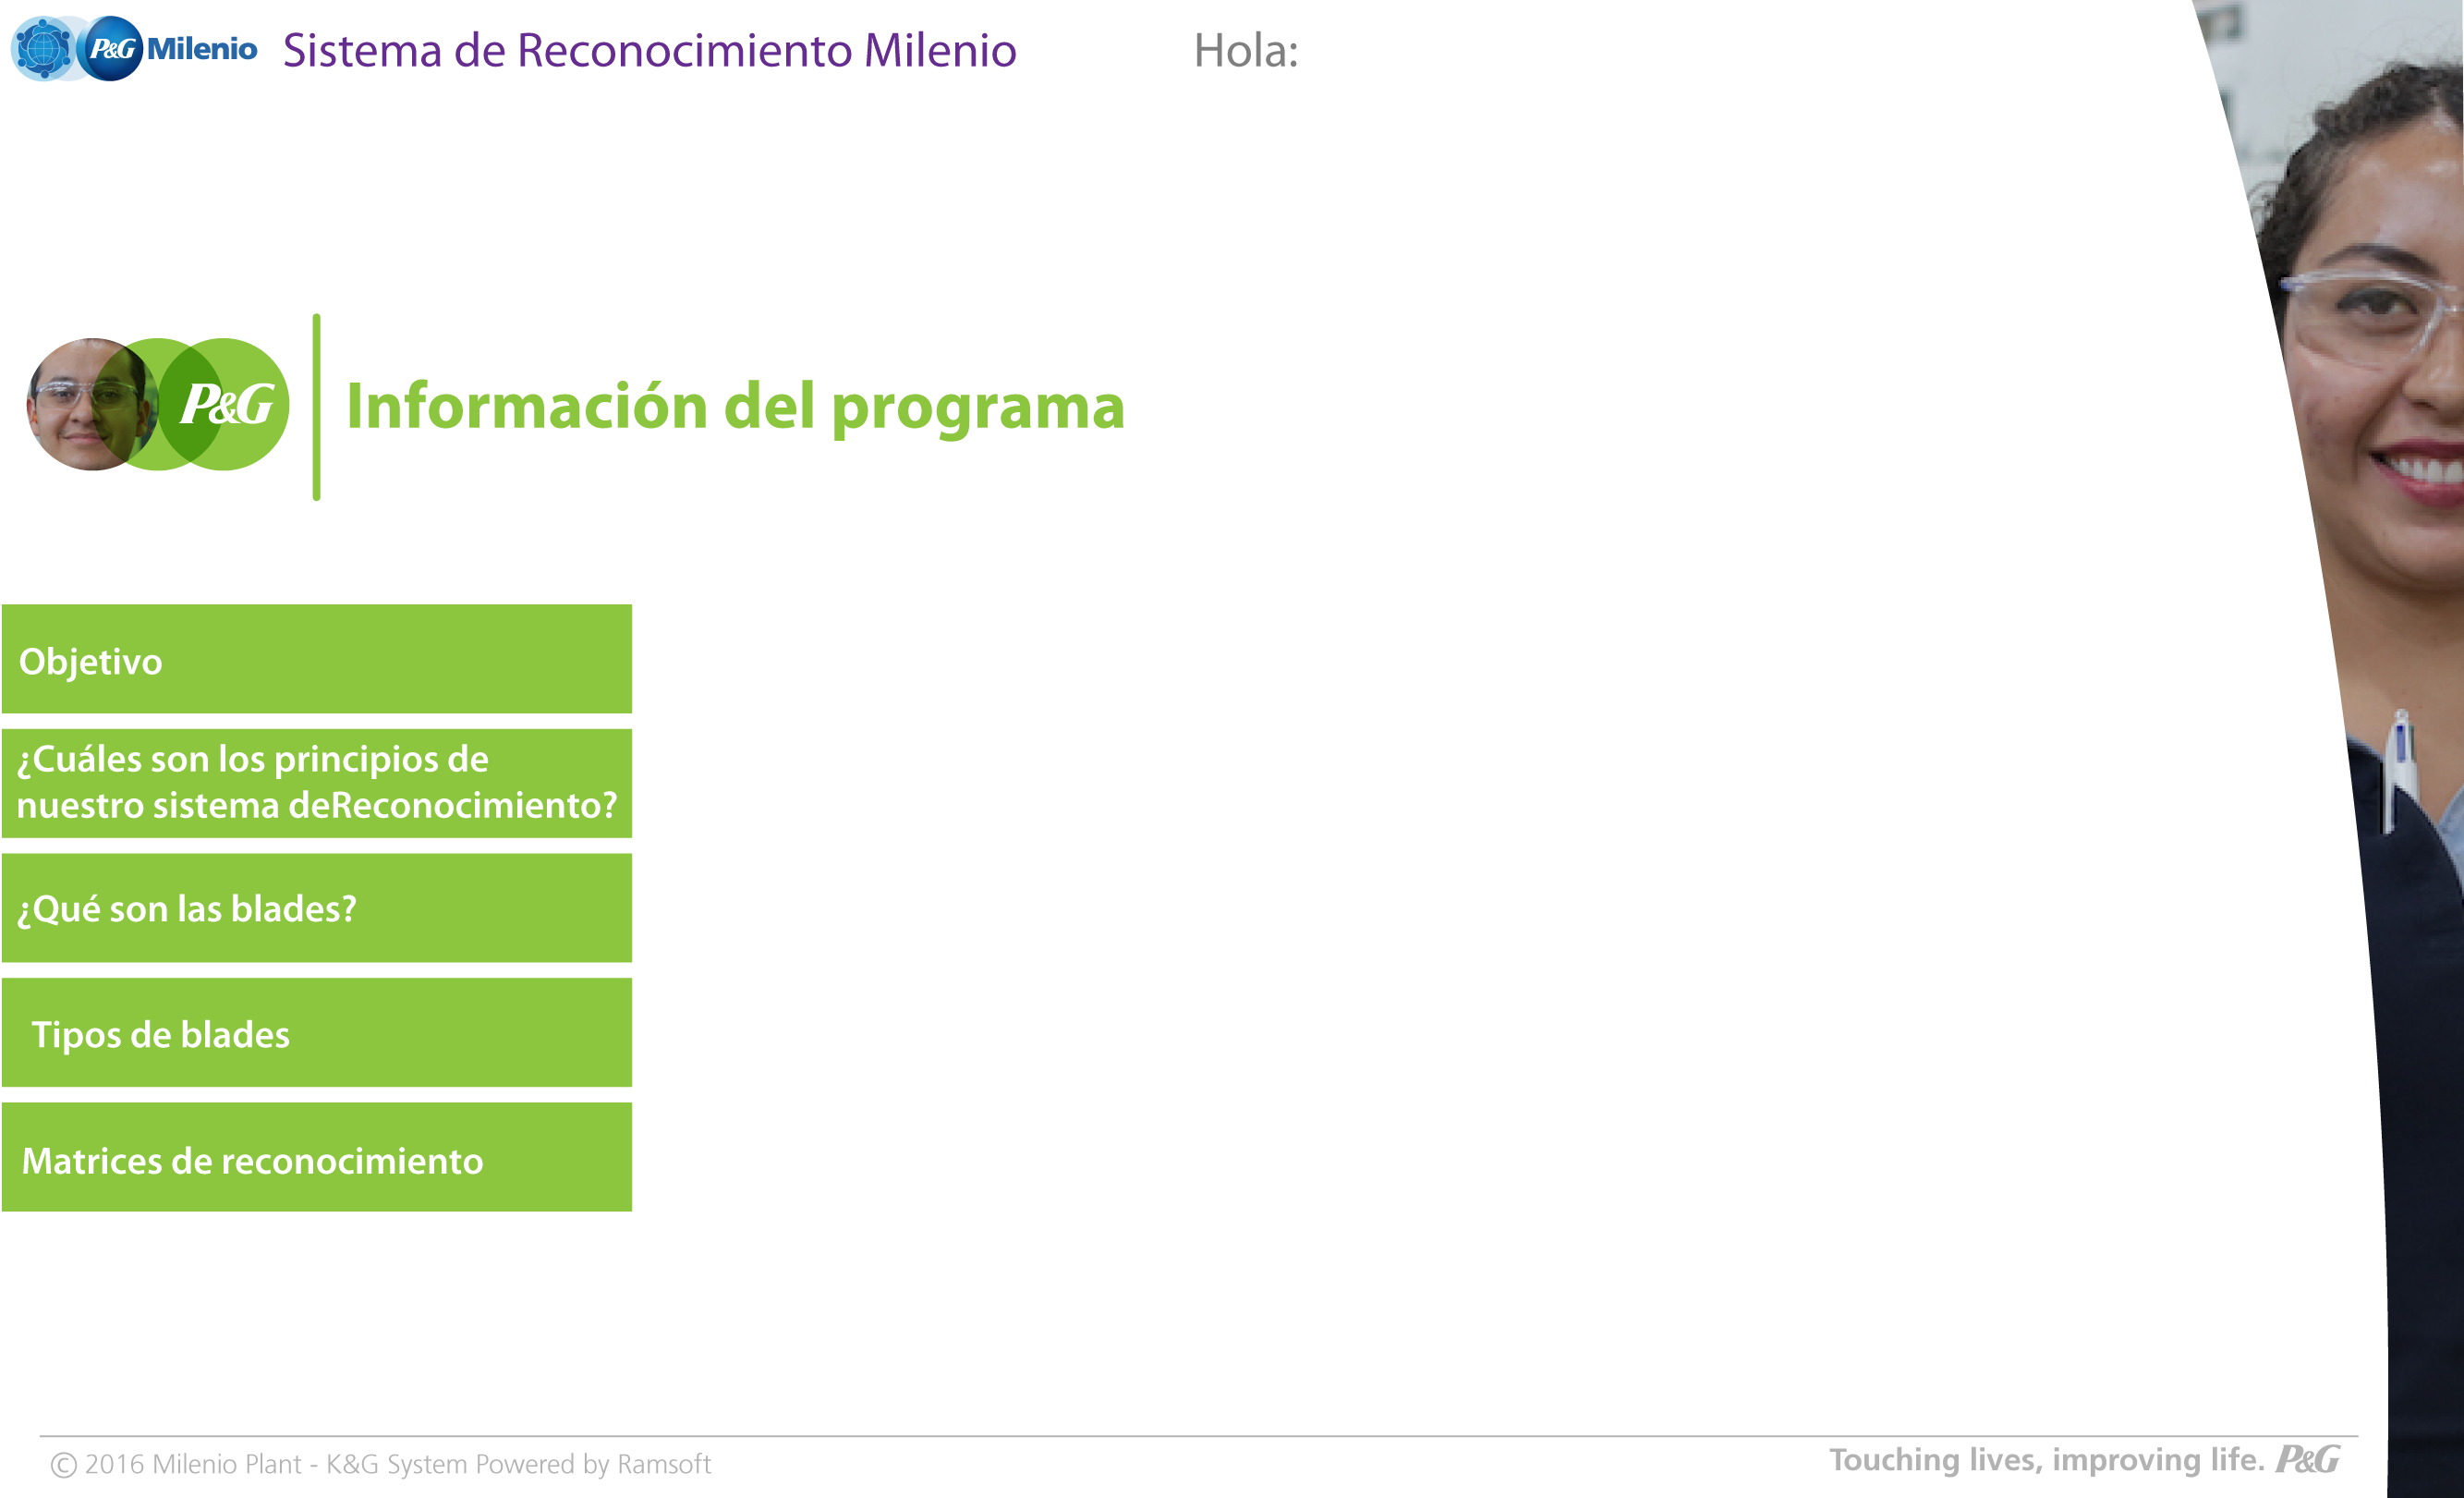 P&G Milenio Sistema de Reconocimiento Milenio Hola:
P&G Información del programa
Objetivo
¿Cuáles son los principios de
nuestro sistema deReconocimiento?
¿Qué son las blades?
Tipos de blades
Matrices de reconocimiento
© 2016 Milenio Plant - K&G System Powered by Ramsoft
Touching lives, improving life. P&G